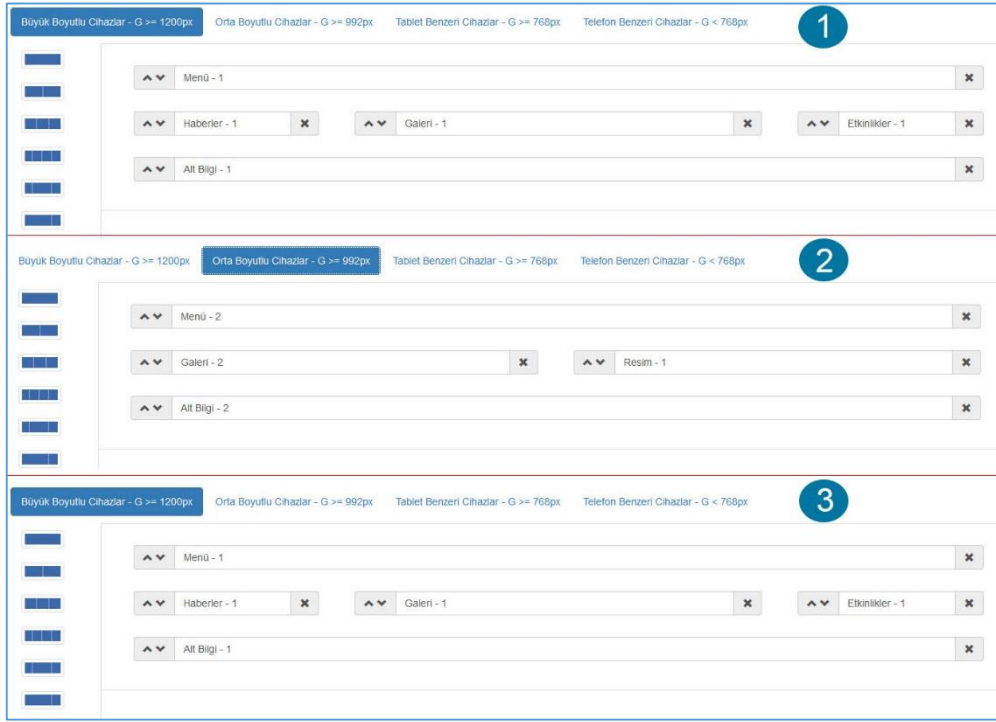 Büyük Boyutlu Cihazlar - G >= 1200px Orta Boyutlu Cihazlar - G >= 992px Tablet Benzeri Cihazlar - G >= 768px Telefon Benzeri Cihazlar - G < 768px 1
Menü - 1
Haberler - 1 Galeri - 1 Etkinlikler - 1
Alt Bilgi - 1
Büyük Boyutlu Cihazlar - G >= 1200px Orta Boyutlu Cihazlar - G >= 992px Tablet Benzeri Cihazlar - G >= 768px Telefon Benzeri Cihazlar - G < 768px 2
Menü - 2
Galeri - 2 Resim - 1
Alt Bilgi - 2
Büyük Boyutlu Cihazlar - G >= 1200px Orta Boyutlu Cihazlar - G >= 992px Tablet Benzeri Cihazlar - G >= 768px Telefon Benzeri Cihazlar - G < 768px 3
Menü - 1
Haberler - 1 Galeri - 1 Etkinlikler - 1
Alt Bilgi - 1